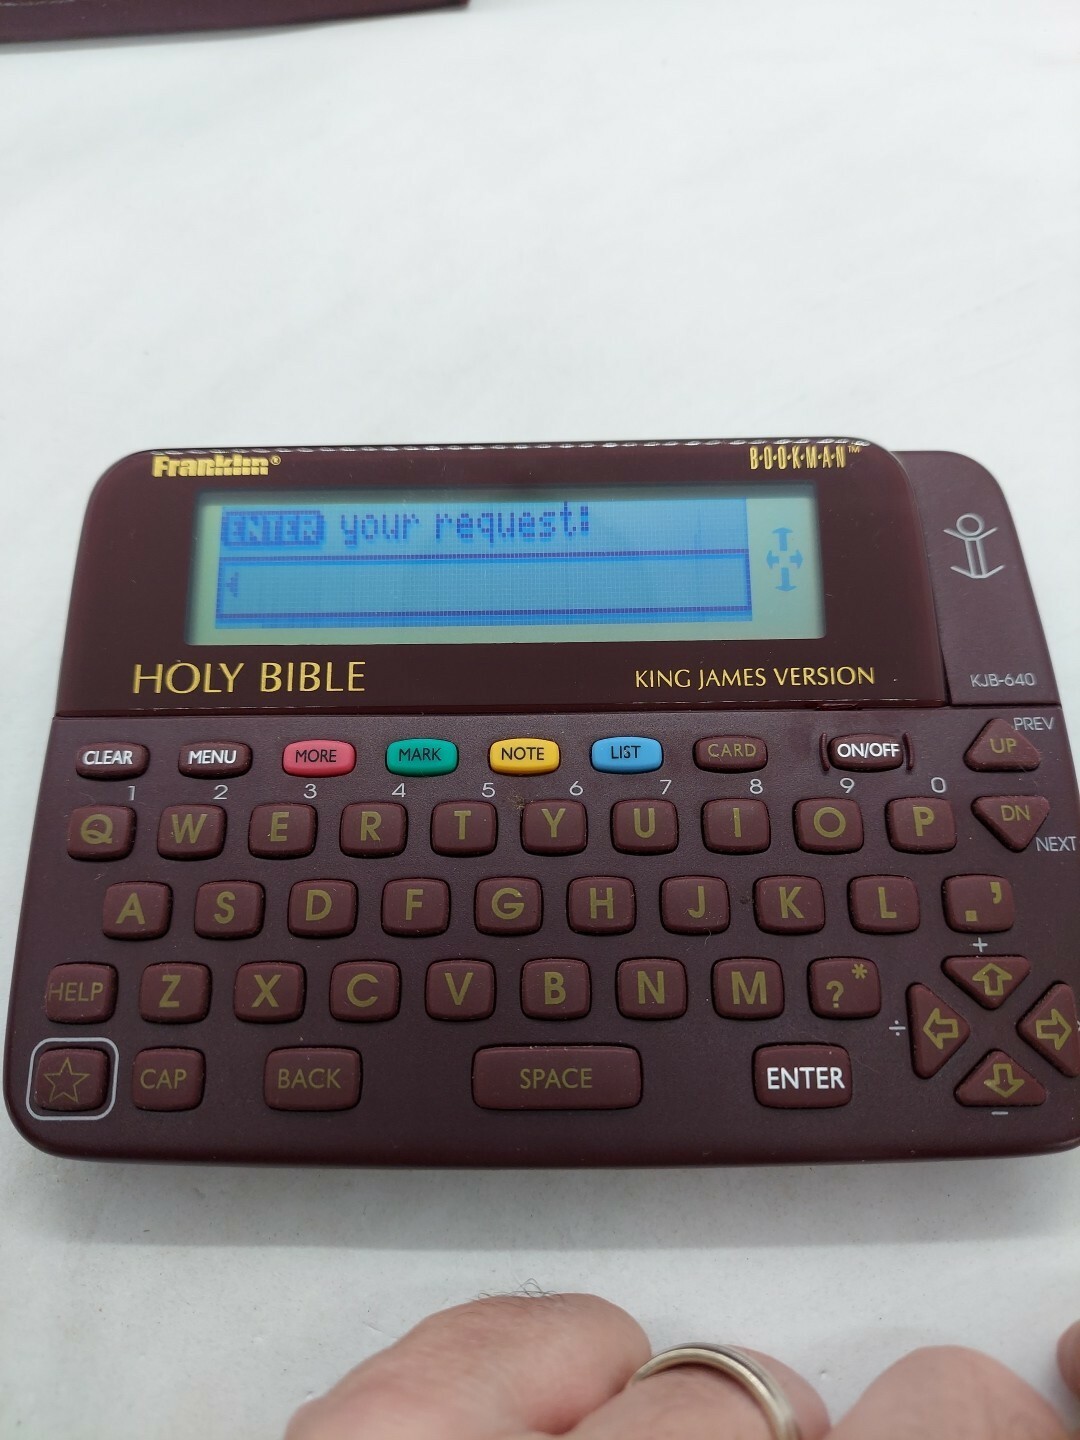 Franklin®
B·O·O·K·M·A·N™
ENTER your request:
HOLY BIBLE
KING JAMES VERSION
KJB-640
CLEAR MENU MORE MARK NOTE LIST CARD ON/OFF UP PREV
1 2 3 4 5 6 7 8 9 0
Q W E R T Y U I O P DN NEXT
A S D F G H J K L . ’
+
HELP Z X C V B N M ? *
÷
CAP BACK SPACE ENTER
−